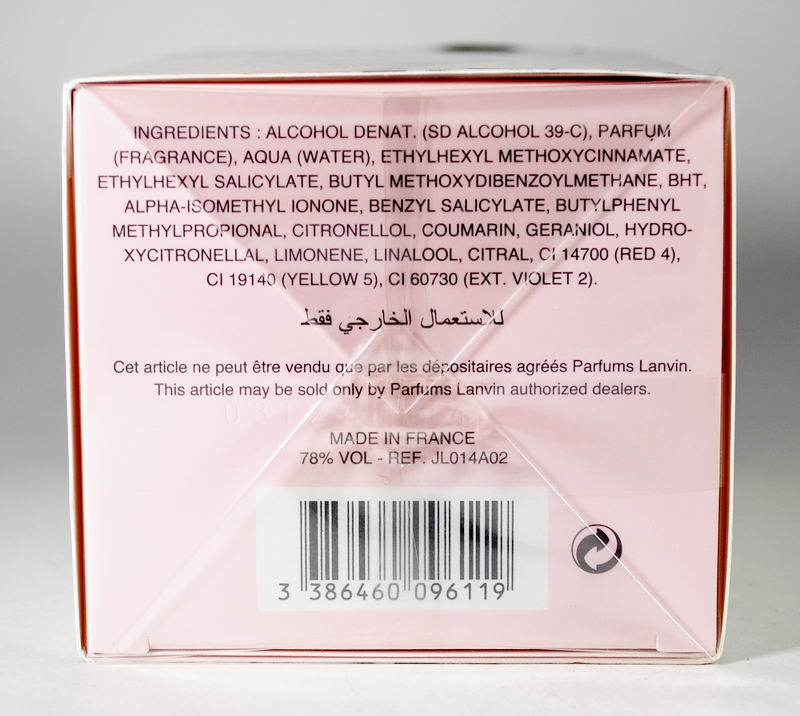 INGREDIENTS : ALCOHOL DENAT. (SD ALCOHOL 39-C), PARFUM
(FRAGRANCE), AQUA (WATER), ETHYLHEXYL METHOXYCINNAMATE,
ETHYLHEXYL SALICYLATE, BUTYL METHOXYDIBENZOYLMETHANE, BHT,
ALPHA-ISOMETHYL IONONE, BENZYL SALICYLATE, BUTYLPHENYL
METHYLPROPIONAL, CITRONELLOL, COUMARIN, GERANIOL, HYDRO-
XYCITRONELLAL, LIMONENE, LINALOOL, CITRAL, CI 14700 (RED 4),
CI 19140 (YELLOW 5), CI 60730 (EXT. VIOLET 2).
للاستعمال الخارجي فقط
Cet article ne peut être vendu que par les dépositaires agréés Parfums Lanvin.
This article may be sold only by Parfums Lanvin authorized dealers.
MADE IN FRANCE
78% VOL - REF. JL014A02
3 386460 096119